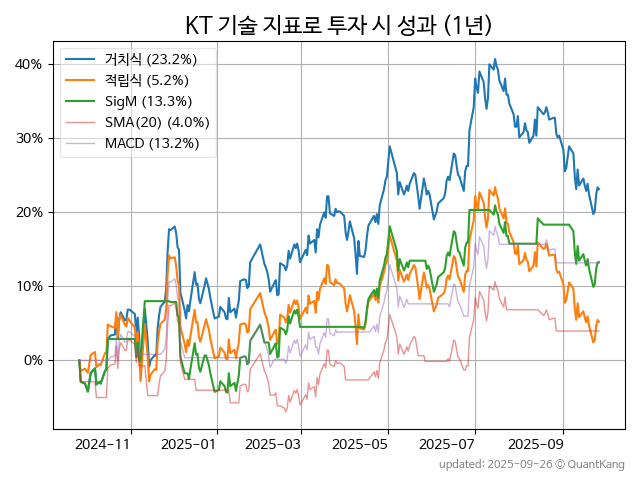 KT 기술 지표로 투자 시 성과 (1년)
거치식 (23.2%)
적립식 (5.2%)
SigM (13.3%)
SMA(20) (4.0%)
MACD (13.2%)
40%
30%
20%
10%
0%
2024-11 2025-01 2025-03 2025-05 2025-07 2025-09
updated: 2025-09-26 © QuantKang